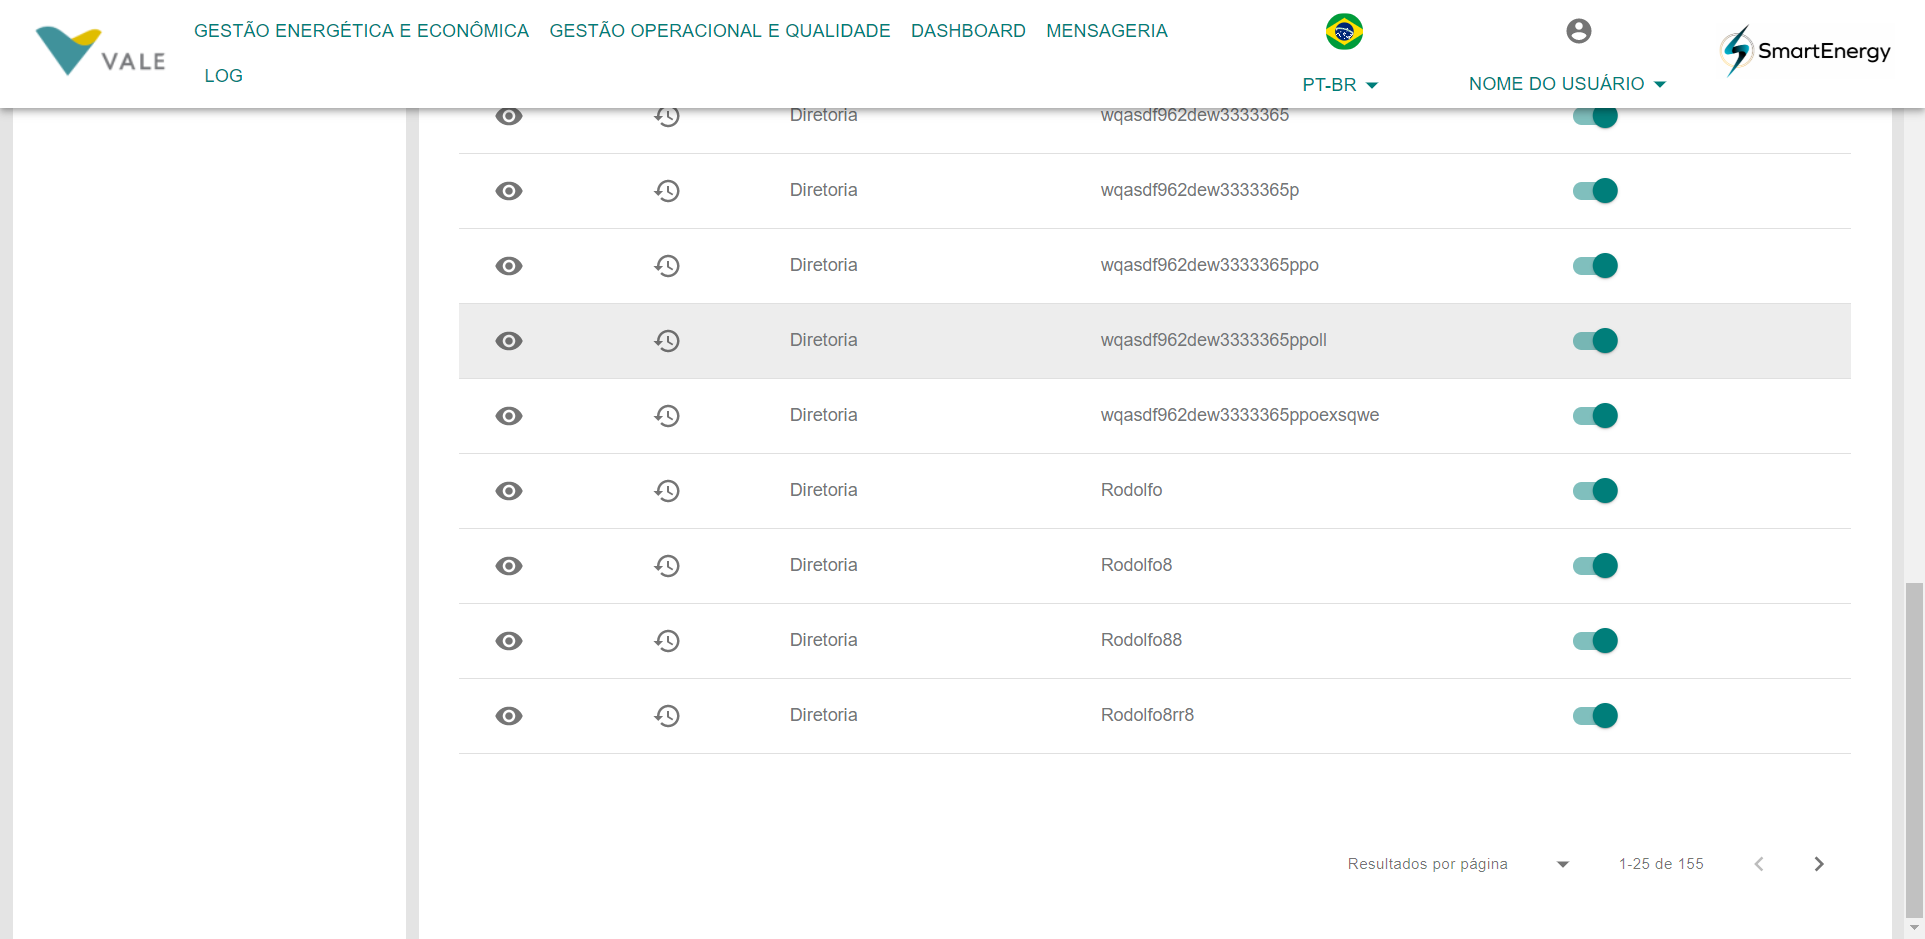 VALE
GESTÃO ENERGÉTICA E ECONÔMICA GESTÃO OPERACIONAL E QUALIDADE DASHBOARD MENSAGERIA
LOG
PT-BR
NOME DO USUÁRIO
SmartEnergy
Diretoria wqasdf962dew3333365
Diretoria wqasdf962dew3333365p
Diretoria wqasdf962dew3333365ppo
Diretoria wqasdf962dew3333365ppoll
Diretoria wqasdf962dew3333365ppoexsqwe
Diretoria Rodolfo
Diretoria Rodolfo8
Diretoria Rodolfo88
Diretoria Rodolfo8rr8
Resultados por página 1-25 de 155